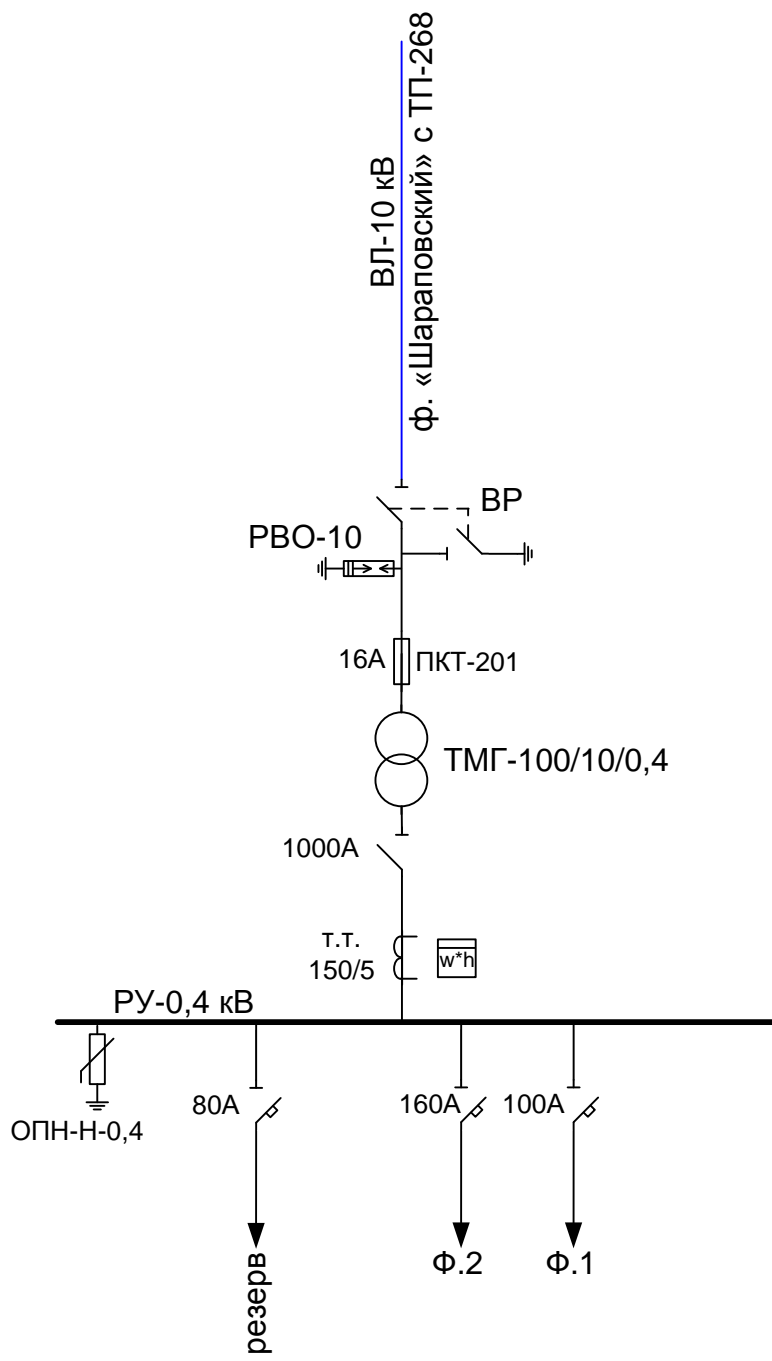 ВЛ-10 кВ
ф. «Шараповский» с ТП-268
ВР
РВО-10
16А
ПКТ-201
ТМГ-100/10/0,4
1000А
т.т.
150/5
w*h
РУ-0,4 кВ
80А
160А
100А
ОПН-Н-0,4
резерв
Ф.2
Ф.1